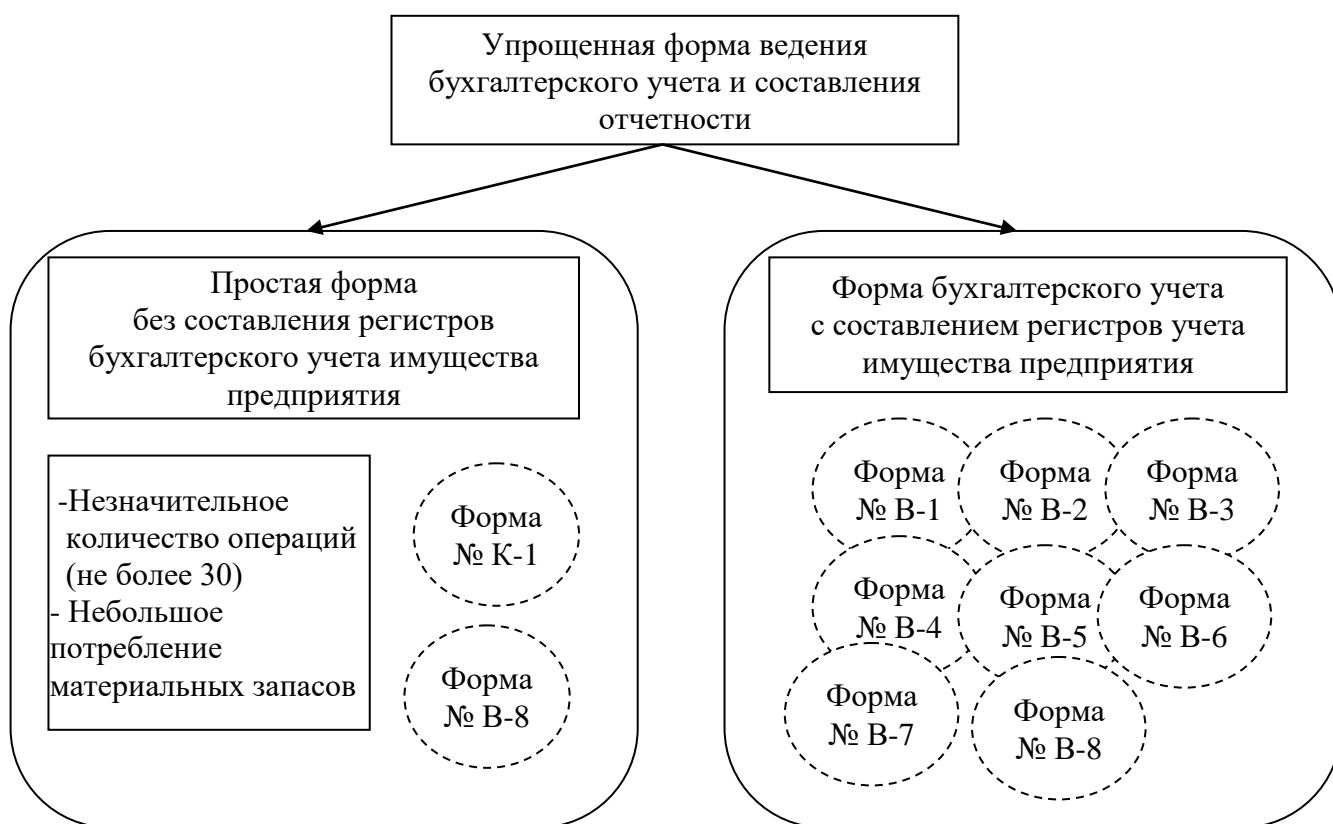 Упрощенная форма ведения
бухгалтерского учета и составления
отчетности
Простая форма
без составления регистров
бухгалтерского учета имущества
предприятия
-Незначительное
количество операций
(не более 30)
- Небольшое
потребление
материальных запасов
Форма
№ К-1
Форма
№ В-8
Форма бухгалтерского учета
с составлением регистров учета
имущества предприятия
Форма
№ В-1
Форма
№ В-2
Форма
№ В-3
Форма
№ В-4
Форма
№ В-5
Форма
№ В-6
Форма
№ В-7
Форма
№ В-8